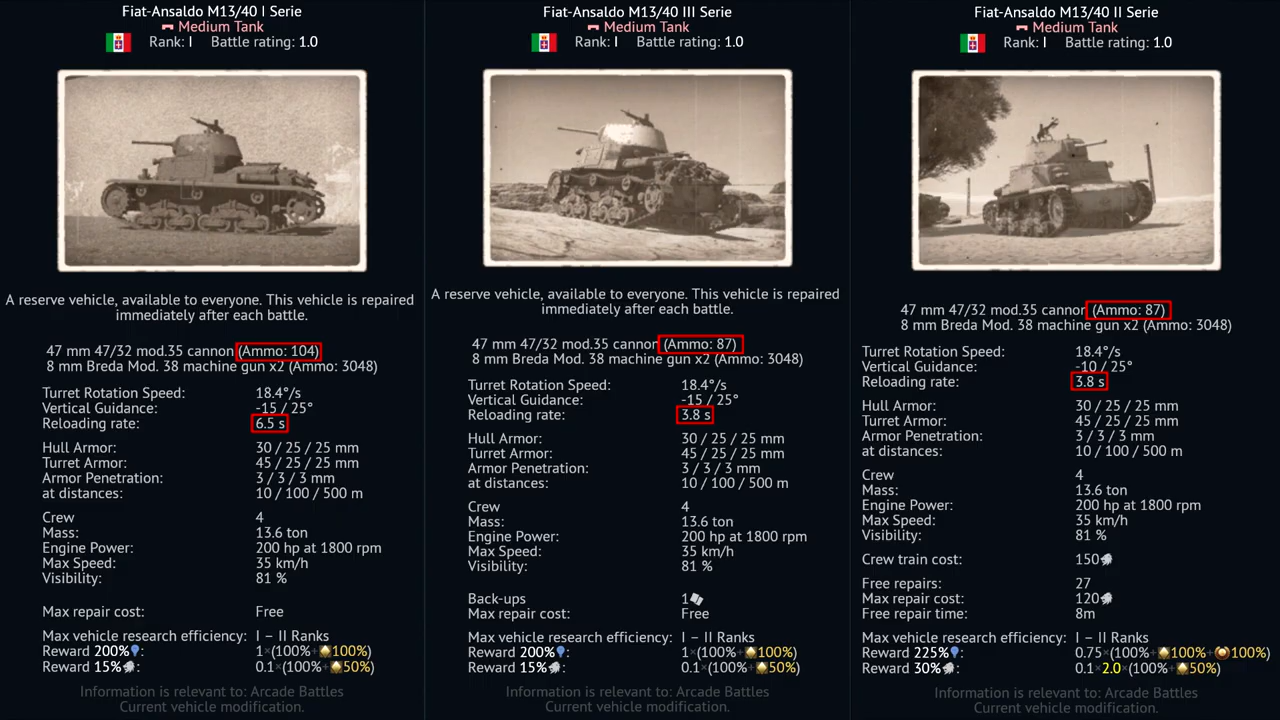 Fiat-Ansaldo M13/40 I Serie
Medium Tank
Rank: I Battle rating: 1.0
A reserve vehicle, available to everyone. This vehicle is repaired
immediately after each battle.
47 mm 47/32 mod.35 cannon (Ammo: 104)
8 mm Breda Mod. 38 machine gun x2 (Ammo: 3048)
Turret Rotation Speed: 18.4°/s
Vertical Guidance: -15 / 25°
Reloading rate: 6.5 s
Hull Armor: 30 / 25 / 25 mm
Turret Armor: 45 / 25 / 25 mm
Armor Penetration: 3 / 3 / 3 mm
at distances: 10 / 100 / 500 m
Crew 4
Mass: 13.6 ton
Engine Power: 200 hp at 1800 rpm
Max Speed: 35 km/h
Visibility: 81 %
Max repair cost: Free
Max vehicle research efficiency: I – II Ranks
Reward 200%: 1×(100%+100%)
Reward 15%: 0.1×(100%+50%)
Information is relevant to: Arcade Battles
Current vehicle modification.
Fiat-Ansaldo M13/40 III Serie
Medium Tank
Rank: I Battle rating: 1.0
A reserve vehicle, available to everyone. This vehicle is repaired
immediately after each battle.
47 mm 47/32 mod.35 cannon (Ammo: 87)
8 mm Breda Mod. 38 machine gun x2 (Ammo: 3048)
Turret Rotation Speed: 18.4°/s
Vertical Guidance: -15 / 25°
Reloading rate: 3.8 s
Hull Armor: 30 / 25 / 25 mm
Turret Armor: 45 / 25 / 25 mm
Armor Penetration: 3 / 3 / 3 mm
at distances: 10 / 100 / 500 m
Crew 4
Mass: 13.6 ton
Engine Power: 200 hp at 1800 rpm
Max Speed: 35 km/h
Visibility: 81 %
Back-ups 1
Max repair cost: Free
Max vehicle research efficiency: I – II Ranks
Reward 200%: 1×(100%+100%)
Reward 15%: 0.1×(100%+50%)
Information is relevant to: Arcade Battles
Current vehicle modification.
Fiat-Ansaldo M13/40 II Serie
Medium Tank
Rank: I Battle rating: 1.0
47 mm 47/32 mod.35 cannon (Ammo: 87)
8 mm Breda Mod. 38 machine gun x2 (Ammo: 3048)
Turret Rotation Speed: 18.4°/s
Vertical Guidance: -10 / 25°
Reloading rate: 3.8 s
Hull Armor: 30 / 25 / 25 mm
Turret Armor: 45 / 25 / 25 mm
Armor Penetration: 3 / 3 / 3 mm
at distances: 10 / 100 / 500 m
Crew 4
Mass: 13.6 ton
Engine Power: 200 hp at 1800 rpm
Max Speed: 35 km/h
Visibility: 81 %
Crew train cost: 150
Free repairs: 27
Max repair cost: 120
Free repair time: 8m
Max vehicle research efficiency: I – II Ranks
Reward 225%: 0.75×(100%+100%+100%)
Reward 30%: 0.1×2.0×(100%+50%)
Information is relevant to: Arcade Battles
Current vehicle modification.